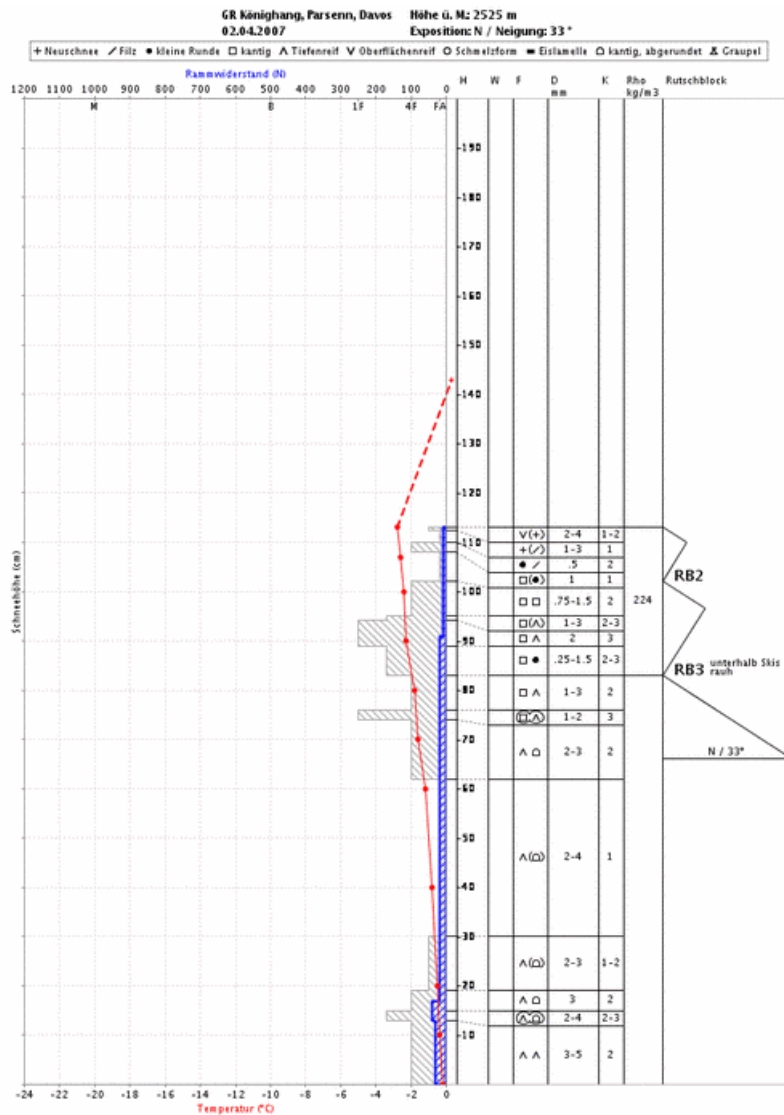 GR Könighang, Parsenn, Davos Höhe ü. M.: 2525 m
02.04.2007 Exposition: N / Neigung: 33°
+ Neuschnee / Filz ● kleine Runde □ kantig ∧ Tiefenreif V Oberflächenreif O Schmelzform ▬ Eislamelle kantig, abgerundet Graupel
Rammwiderstand (N) H W F D K Rho Rutschblock
mm kg/m3
1200 1100 1000 900 800 700 600 500 400 300 200 100 0
M B 1F 4F FA
190
180
170
160
150
140
130
120
110
100
90
80
70
60
50
40
30
20
10
Schneehöhe (cm)
V(+) 2-4 1-2
+(/) 1-3 1
● / .5 2
□(●) 1 1
□ □ .75-1.5 2
□(∧) 1-3 2-3
□ ∧ 2 3
□ ● .25-1.5 2-3
□ ∧ 1-3 2
□ ∧ 1-2 3
∧ 2-3 2
∧ 2-4 1
∧ 2-3 1-2
∧ 3 2
∧ 2-4 2-3
∧ ∧ 3-5 2
224
RB2
RB3 unterhalb Skis
rauh
N / 33°
-24 -22 -20 -18 -16 -14 -12 -10 -8 -6 -4 -2 0
Temperatur (°C)